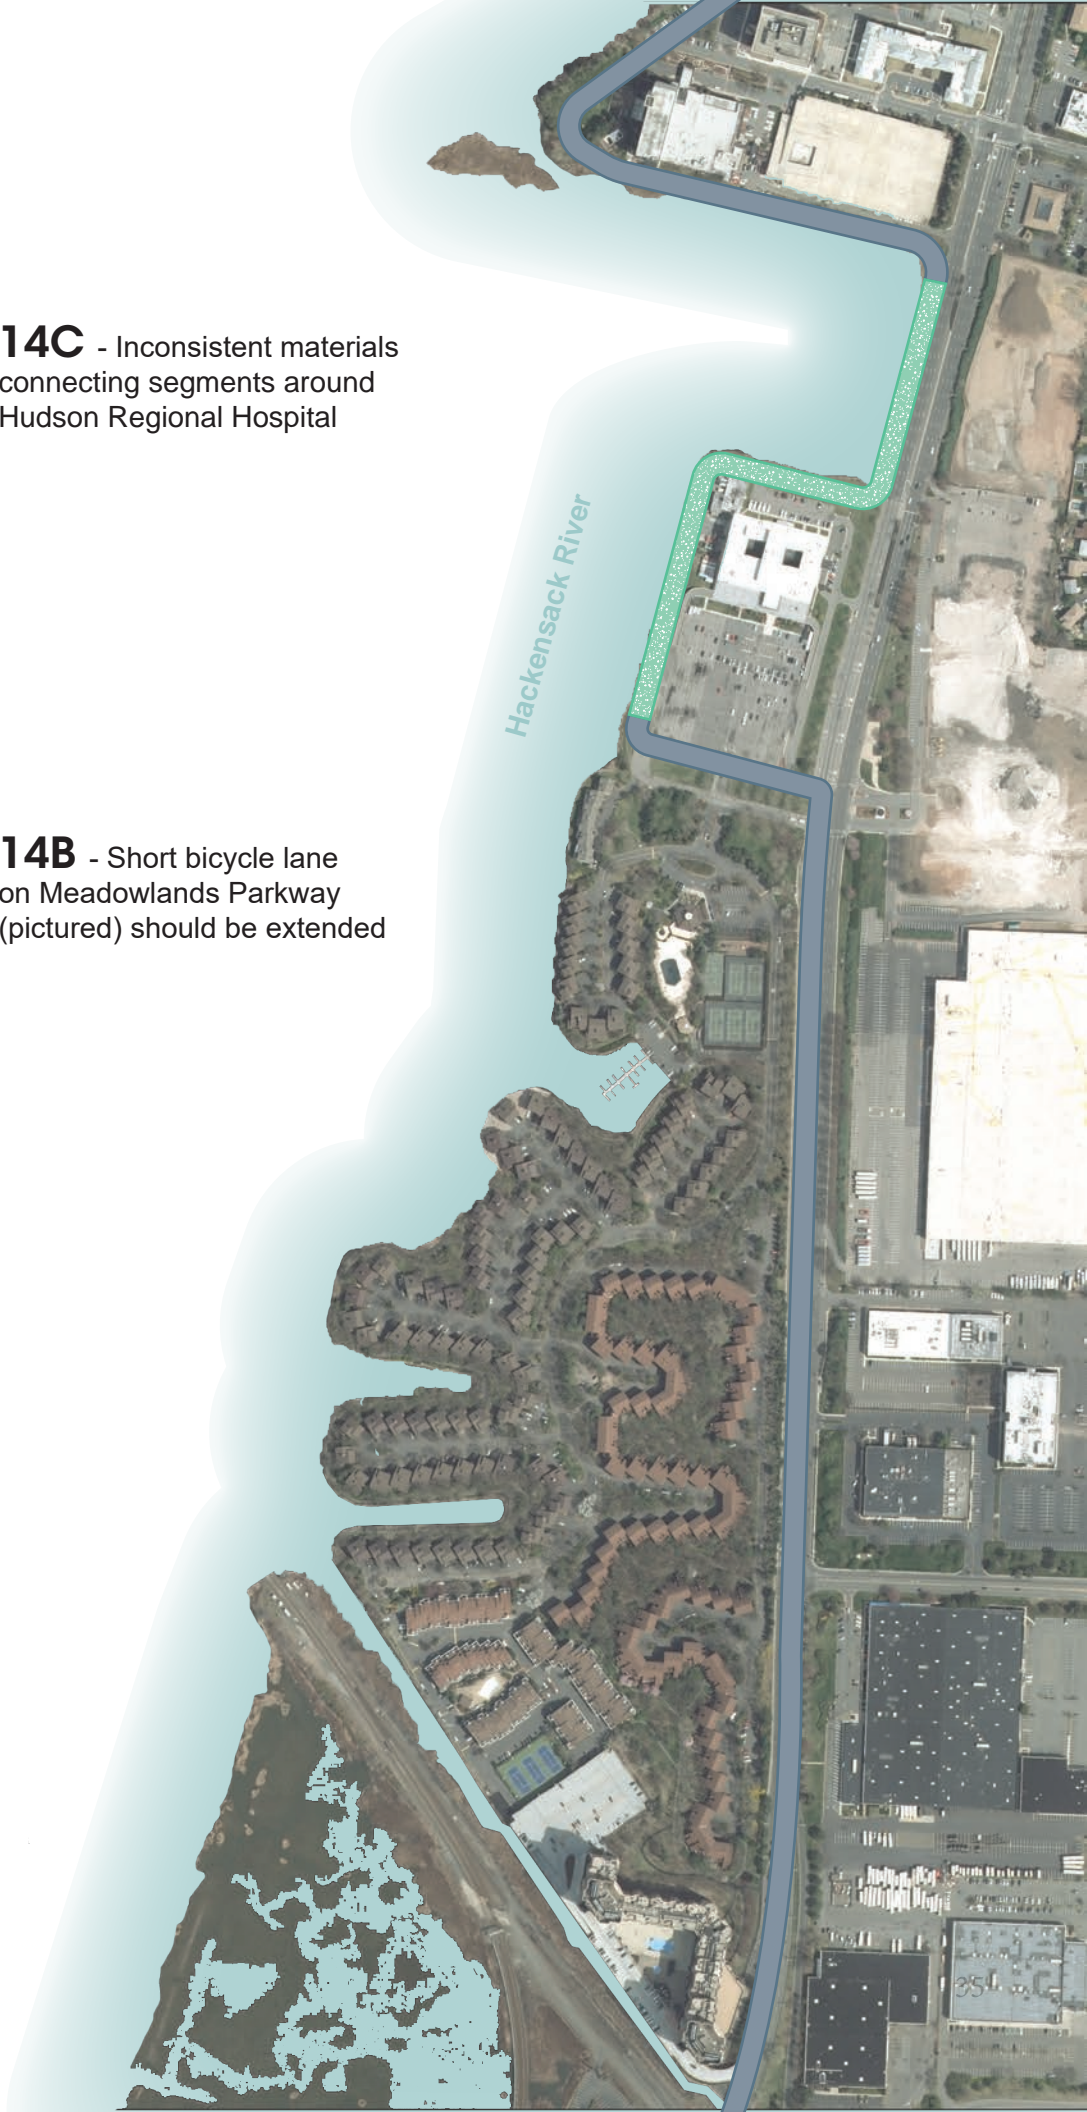 14C - Inconsistent materials
connecting segments around
Hudson Regional Hospital
Hackensack River
14B - Short bicycle lane
on Meadowlands Parkway
(pictured) should be extended
35